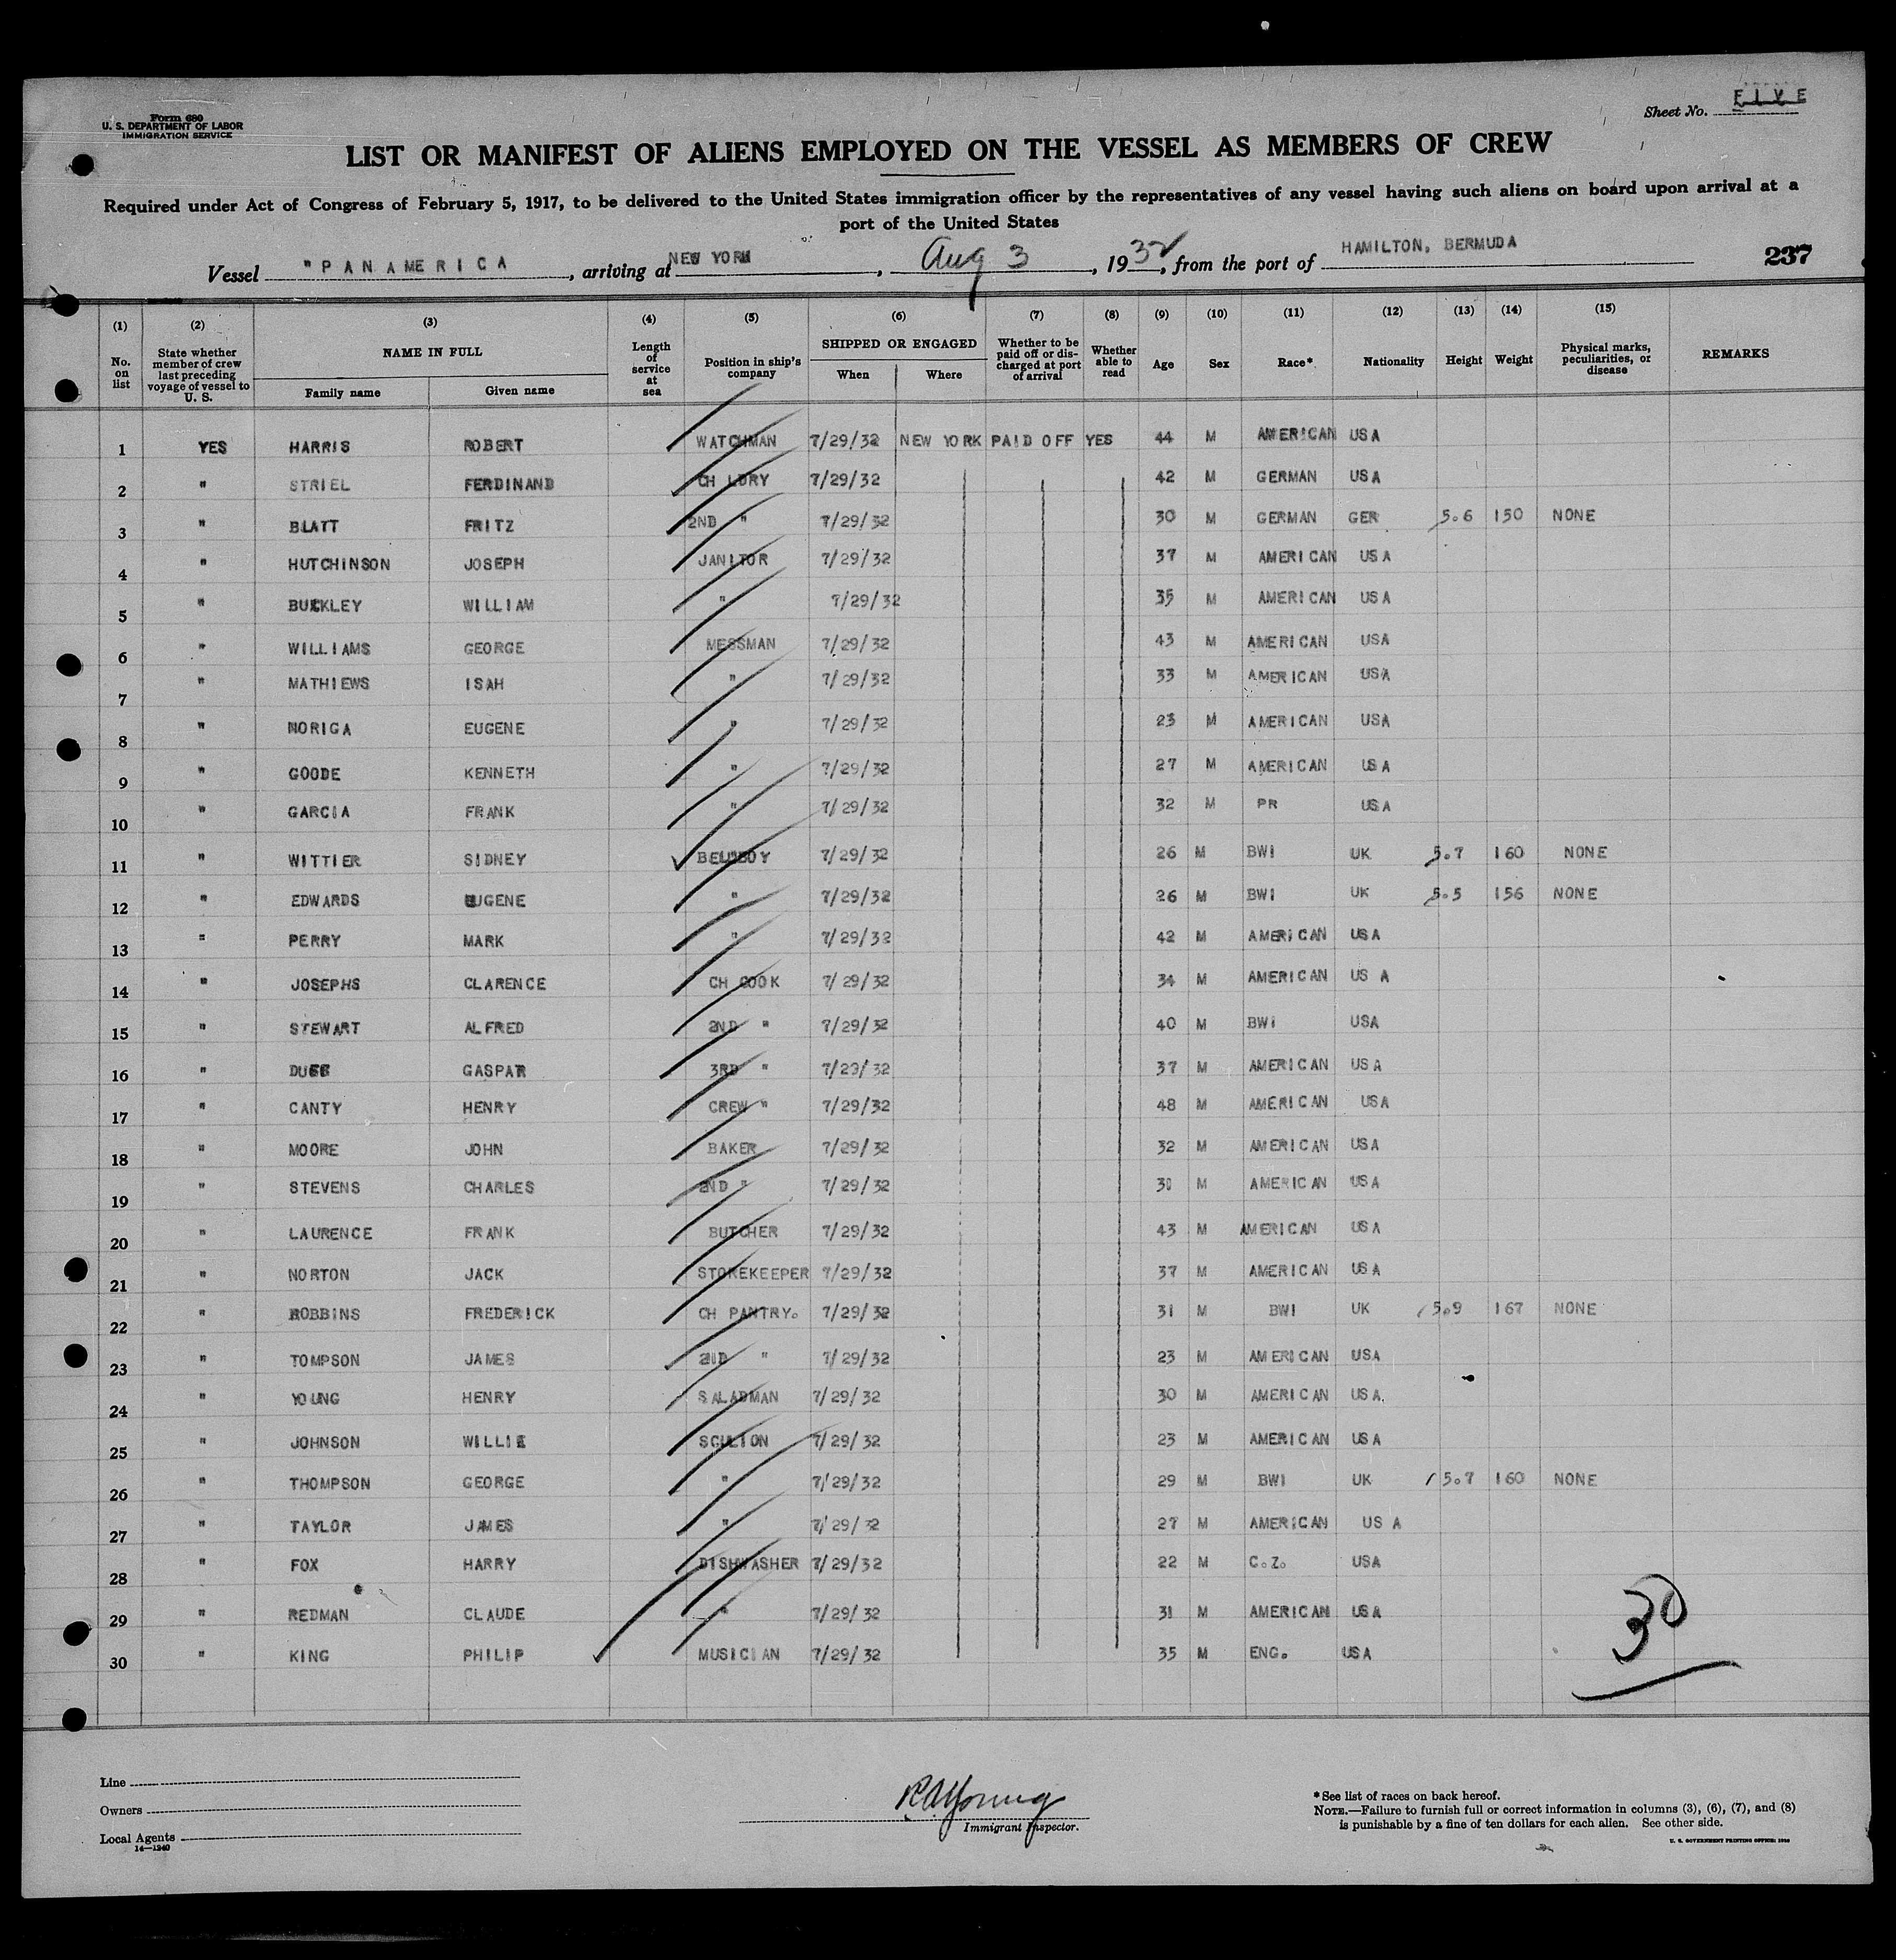 Form 680
U. S. DEPARTMENT OF LABOR
IMMIGRATION SERVICE
Sheet No. FIVE
LIST OR MANIFEST OF ALIENS EMPLOYED ON THE VESSEL AS MEMBERS OF CREW
Required under Act of Congress of February 5, 1917, to be delivered to the United States immigration officer by the representatives of any vessel having such aliens on board upon arrival at a
port of the United States
Vessel "PANAMERICA, arriving at NEW YORK, Aug 3, 1932, from the port of HAMILTON, BERMUDA 237
(1) (2) (3) (4) (5) (6) (7) (8) (9) (10) (11) (12) (13) (14) (15)
No. on list State whether member of crew last preceding voyage of vessel to U. S. NAME IN FULL Family name Given name Length of service at sea Position in ship's company SHIPPED OR ENGAGED When Where Whether to be paid off or discharged at port of arrival Whether able to read Age Sex Race* Nationality Height Weight Physical marks, peculiarities, or disease REMARKS
1 YES HARRIS ROBERT WATCHMAN 7/29/32 NEW YORK PAID OFF YES 44 M AMERICAN USA
2 " STRIEL FERDINAND CH LDRY 7/29/32 42 M GERMAN USA
3 " BLATT FRITZ 2ND " 7/29/32 30 M GERMAN GER 5.6 150 NONE
4 " HUTCHINSON JOSEPH JANITOR 7/29/32 37 M AMERICAN USA
5 " BUCKLEY WILLIAM " 7/29/32 35 M AMERICAN USA
6 " WILLIAMS GEORGE MESSMAN 7/29/32 43 M AMERICAN USA
7 " MATHIEWS ISAH " 7/29/32 33 M AMERICAN USA
8 " NORIGA EUGENE " 7/29/32 23 M AMERICAN USA
9 " GOODE KENNETH " 7/29/32 27 M AMERICAN USA
10 " GARCIA FRANK " 7/29/32 32 M PR USA
11 " WITTIER SIDNEY BELLBOY 7/29/32 26 M BWI UK 5.7 160 NONE
12 " EDWARDS EUGENE " 7/29/32 26 M BWI UK 5.5 156 NONE
13 " PERRY MARK " 7/29/32 42 M AMERICAN USA
14 " JOSEPHS CLARENCE CH COOK 7/29/32 34 M AMERICAN USA
15 " STEWART ALFRED 2ND " 7/29/32 40 M BWI USA
16 " GASPAR 3RD " 7/29/32 37 M AMERICAN USA
17 " CANTY HENRY CREW " 7/29/32 48 M AMERICAN USA
18 " MOORE JOHN BAKER 7/29/32 32 M AMERICAN USA
19 " STEVENS CHARLES 2ND " 7/29/32 31 M AMERICAN USA
20 " LAURENCE FRANK BUTCHER 7/29/32 43 M AMERICAN USA
21 " NORTON JACK STOREKEEPER 7/29/32 37 M AMERICAN USA
22 " ROBBINS FREDERICK CH PANTRY. 7/29/32 31 M BWI UK 5.9 167 NONE
23 " TOMPSON JAMES 2ND " 7/29/32 23 M AMERICAN USA
24 " YOUNG HENRY SALADMAN 7/29/32 30 M AMERICAN USA.
25 " JOHNSON WILLIE SCULION 7/29/32 23 M AMERICAN USA
26 " THOMPSON GEORGE " 7/29/32 29 M BWI UK 5.7 160 NONE
27 " TAYLOR JAMES " 7/29/32 27 M AMERICAN USA
28 " FOX HARRY DISHWASHER 7/29/32 22 M C.Z. USA
29 " REDMAN CLAUDE " 7/29/32 31 M AMERICAN USA
30 " KING PHILIP MUSICIAN 7/29/32 35 M ENG. USA
30
Line
Owners
Local Agents
14—1240
R A Young
Immigrant Inspector.
* See list of races on back hereof.
NOTE.—Failure to furnish full or correct information in columns (3), (6), (7), and (8)
is punishable by a fine of ten dollars for each alien. See other side.
U. S. GOVERNMENT PRINTING OFFICE: